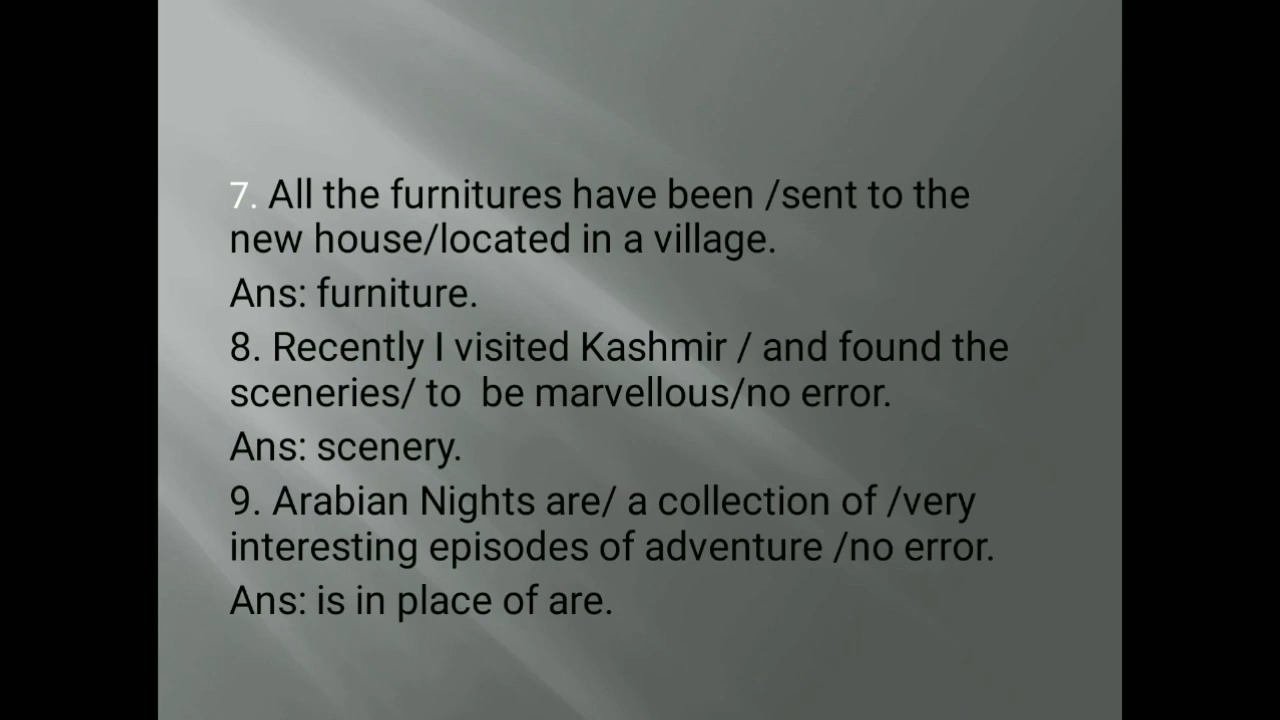 7. All the furnitures have been /sent to the
new house/located in a village.
Ans: furniture.
8. Recently I visited Kashmir / and found the
sceneries/ to  be marvellous/no error.
Ans: scenery.
9. Arabian Nights are/ a collection of /very
interesting episodes of adventure /no error.
Ans: is in place of are.